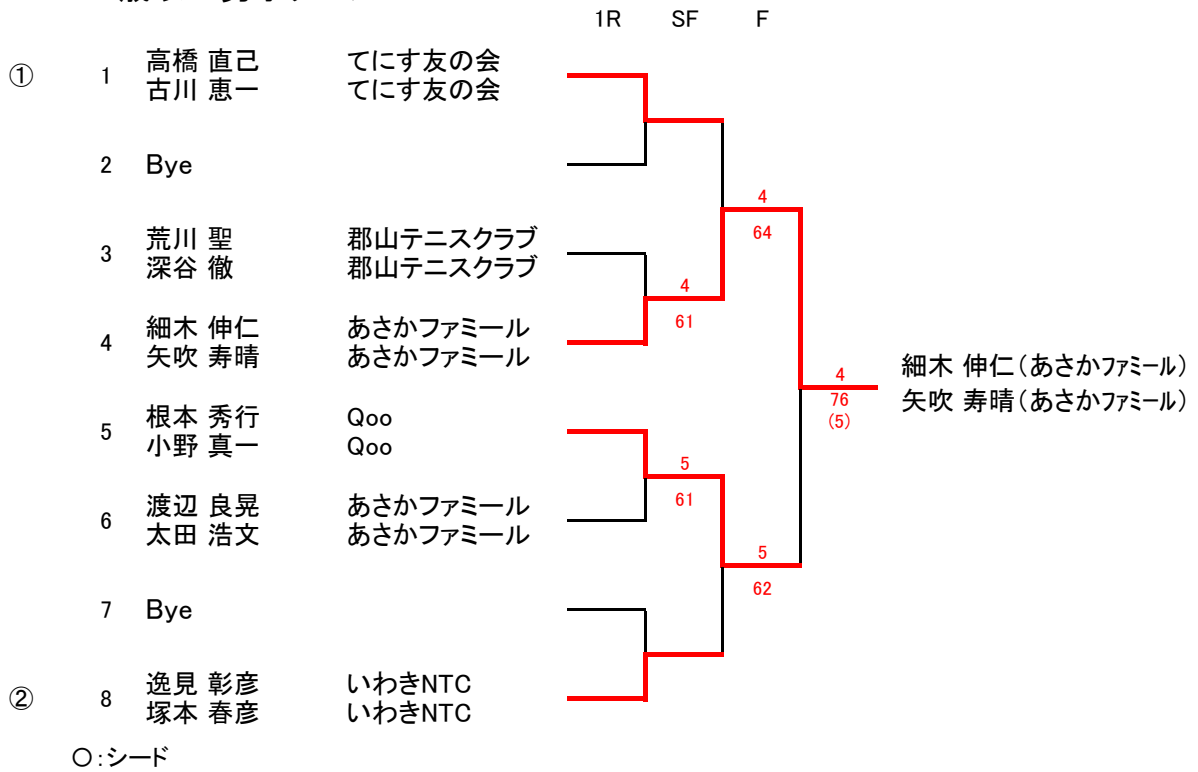 1R SF F
① 1 高橋 直己 てにす友の会
古川 恵一 てにす友の会
2 Bye
3 荒川 聖 郡山テニスクラブ
深谷 徹 郡山テニスクラブ
4 細木 伸仁 あさかファミール
矢吹 寿晴 あさかファミール
5 根本 秀行 Qoo
小野 真一 Qoo
6 渡辺 良晃 あさかファミール
太田 浩文 あさかファミール
7 Bye
② 8 逸見 彰彦 いわきNTC
塚本 春彦 いわきNTC
4
61
5
61
4
64
5
62
4
76
(5)
細木 伸仁(あさかファミール)
矢吹 寿晴(あさかファミール)
○:シード